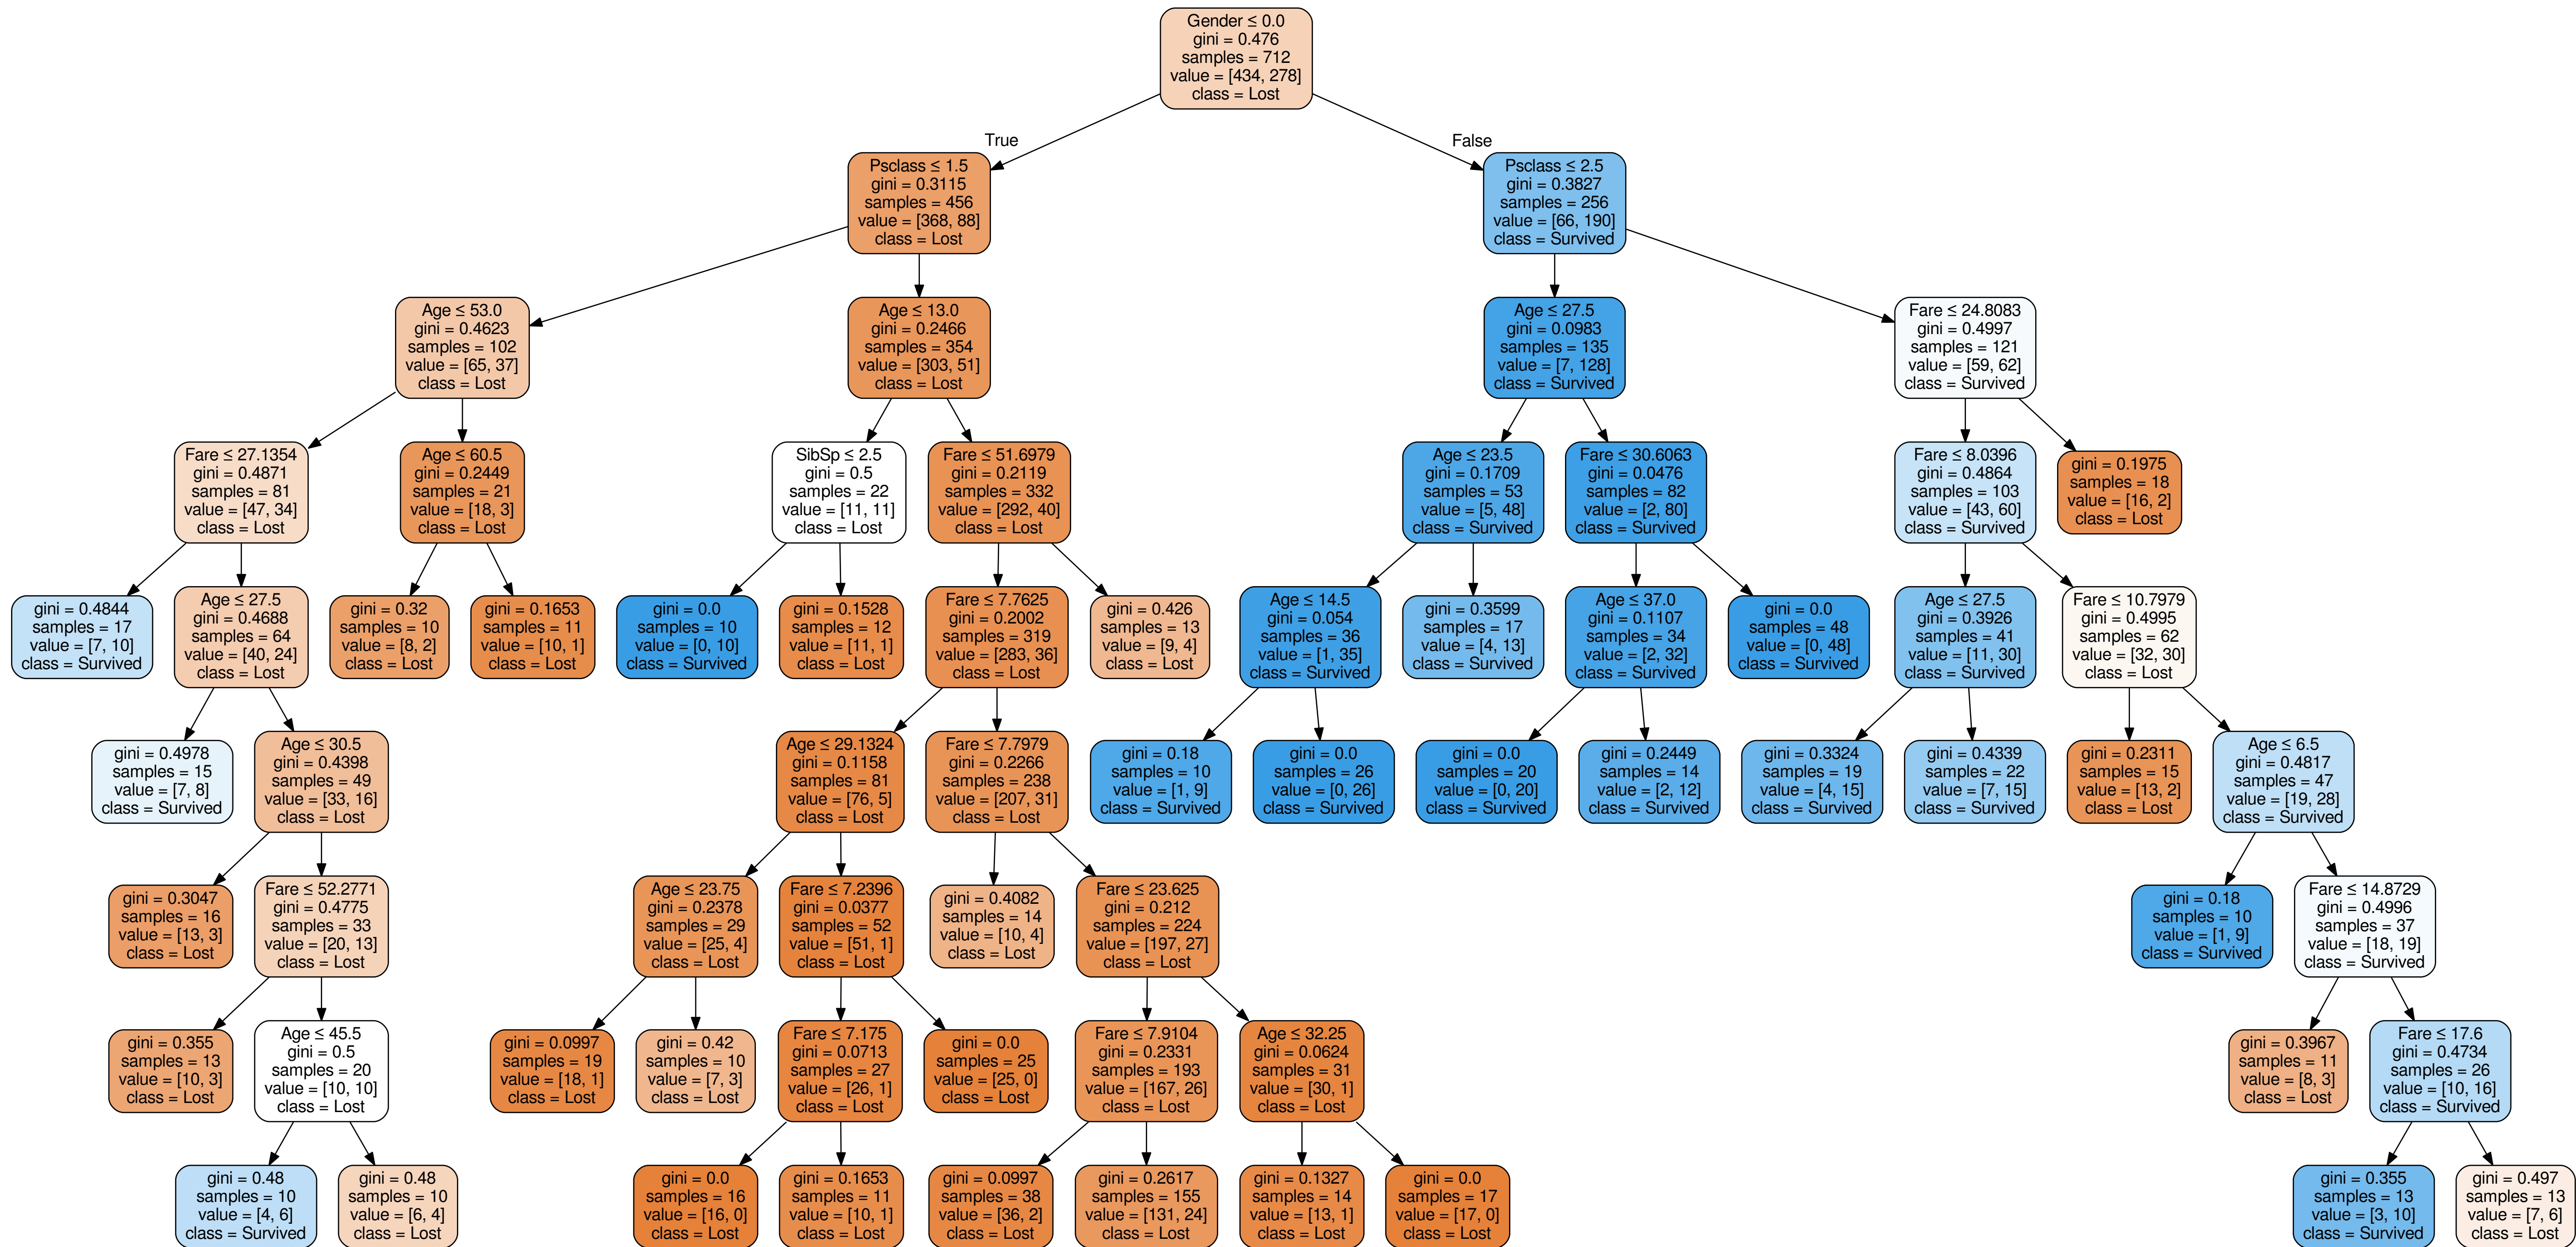 Gender ≤ 0.0
gini = 0.476
samples = 712
value = [434, 278]
class = Lost
True
False
Psclass ≤ 1.5
gini = 0.3115
samples = 456
value = [368, 88]
class = Lost
Psclass ≤ 2.5
gini = 0.3827
samples = 256
value = [66, 190]
class = Survived
Age ≤ 53.0
gini = 0.4623
samples = 102
value = [65, 37]
class = Lost
Age ≤ 13.0
gini = 0.2466
samples = 354
value = [303, 51]
class = Lost
Age ≤ 27.5
gini = 0.0983
samples = 135
value = [7, 128]
class = Survived
Fare ≤ 24.8083
gini = 0.4997
samples = 121
value = [59, 62]
class = Survived
Fare ≤ 27.1354
gini = 0.4871
samples = 81
value = [47, 34]
class = Lost
Age ≤ 60.5
gini = 0.2449
samples = 21
value = [18, 3]
class = Lost
SibSp ≤ 2.5
gini = 0.5
samples = 22
value = [11, 11]
class = Lost
Fare ≤ 51.6979
gini = 0.2119
samples = 332
value = [292, 40]
class = Lost
Age ≤ 23.5
gini = 0.1709
samples = 53
value = [5, 48]
class = Survived
Fare ≤ 30.6063
gini = 0.0476
samples = 82
value = [2, 80]
class = Survived
Fare ≤ 8.0396
gini = 0.4864
samples = 103
value = [43, 60]
class = Survived
gini = 0.1975
samples = 18
value = [16, 2]
class = Lost
gini = 0.4844
samples = 17
value = [7, 10]
class = Survived
Age ≤ 27.5
gini = 0.4688
samples = 64
value = [40, 24]
class = Lost
gini = 0.32
samples = 10
value = [8, 2]
class = Lost
gini = 0.1653
samples = 11
value = [10, 1]
class = Lost
gini = 0.0
samples = 10
value = [0, 10]
class = Survived
gini = 0.1528
samples = 12
value = [11, 1]
class = Lost
Fare ≤ 7.7625
gini = 0.2002
samples = 319
value = [283, 36]
class = Lost
gini = 0.426
samples = 13
value = [9, 4]
class = Lost
Age ≤ 14.5
gini = 0.054
samples = 36
value = [1, 35]
class = Survived
gini = 0.3599
samples = 17
value = [4, 13]
class = Survived
Age ≤ 37.0
gini = 0.1107
samples = 34
value = [2, 32]
class = Survived
gini = 0.0
samples = 48
value = [0, 48]
class = Survived
Age ≤ 27.5
gini = 0.3926
samples = 41
value = [11, 30]
class = Survived
Fare ≤ 10.7979
gini = 0.4995
samples = 62
value = [32, 30]
class = Lost
gini = 0.4978
samples = 15
value = [7, 8]
class = Survived
Age ≤ 30.5
gini = 0.4398
samples = 49
value = [33, 16]
class = Lost
Age ≤ 29.1324
gini = 0.1158
samples = 81
value = [76, 5]
class = Lost
Fare ≤ 7.7979
gini = 0.2266
samples = 238
value = [207, 31]
class = Lost
gini = 0.18
samples = 10
value = [1, 9]
class = Survived
gini = 0.0
samples = 26
value = [0, 26]
class = Survived
gini = 0.0
samples = 20
value = [0, 20]
class = Survived
gini = 0.2449
samples = 14
value = [2, 12]
class = Survived
gini = 0.3324
samples = 19
value = [4, 15]
class = Survived
gini = 0.4339
samples = 22
value = [7, 15]
class = Survived
gini = 0.2311
samples = 15
value = [13, 2]
class = Lost
Age ≤ 6.5
gini = 0.4817
samples = 47
value = [19, 28]
class = Survived
gini = 0.3047
samples = 16
value = [13, 3]
class = Lost
Fare ≤ 52.2771
gini = 0.4775
samples = 33
value = [20, 13]
class = Lost
Age ≤ 23.75
gini = 0.2378
samples = 29
value = [25, 4]
class = Lost
Fare ≤ 7.2396
gini = 0.0377
samples = 52
value = [51, 1]
class = Lost
gini = 0.4082
samples = 14
value = [10, 4]
class = Lost
Fare ≤ 23.625
gini = 0.212
samples = 224
value = [197, 27]
class = Lost
gini = 0.18
samples = 10
value = [1, 9]
class = Survived
Fare ≤ 14.8729
gini = 0.4996
samples = 37
value = [18, 19]
class = Survived
gini = 0.355
samples = 13
value = [10, 3]
class = Lost
Age ≤ 45.5
gini = 0.5
samples = 20
value = [10, 10]
class = Lost
gini = 0.0997
samples = 19
value = [18, 1]
class = Lost
gini = 0.42
samples = 10
value = [7, 3]
class = Lost
Fare ≤ 7.175
gini = 0.0713
samples = 27
value = [26, 1]
class = Lost
gini = 0.0
samples = 25
value = [25, 0]
class = Lost
Fare ≤ 7.9104
gini = 0.2331
samples = 193
value = [167, 26]
class = Lost
Age ≤ 32.25
gini = 0.0624
samples = 31
value = [30, 1]
class = Lost
gini = 0.3967
samples = 11
value = [8, 3]
class = Lost
Fare ≤ 17.6
gini = 0.4734
samples = 26
value = [10, 16]
class = Survived
gini = 0.48
samples = 10
value = [4, 6]
class = Survived
gini = 0.48
samples = 10
value = [6, 4]
class = Lost
gini = 0.0
samples = 16
value = [16, 0]
class = Lost
gini = 0.1653
samples = 11
value = [10, 1]
class = Lost
gini = 0.0997
samples = 38
value = [36, 2]
class = Lost
gini = 0.2617
samples = 155
value = [131, 24]
class = Lost
gini = 0.1327
samples = 14
value = [13, 1]
class = Lost
gini = 0.0
samples = 17
value = [17, 0]
class = Lost
gini = 0.355
samples = 13
value = [3, 10]
class = Survived
gini = 0.497
samples = 13
value = [7, 6]
class = Lost